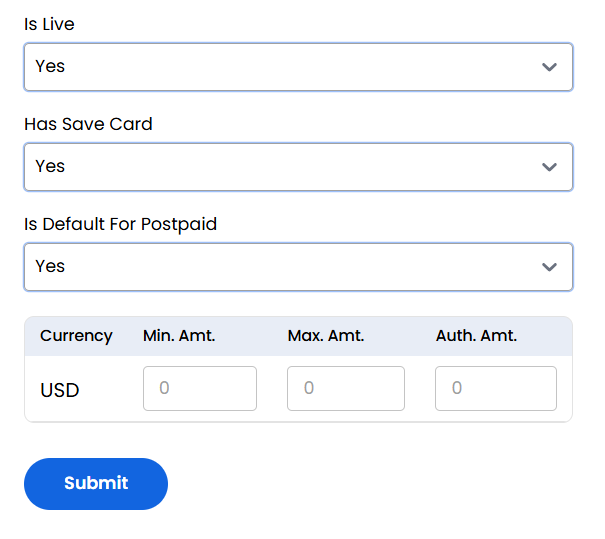 Is Live
Yes
Has Save Card
Yes
Is Default For Postpaid
Yes
Currency Min. Amt. Max. Amt. Auth. Amt.
USD 0 0 0
Submit